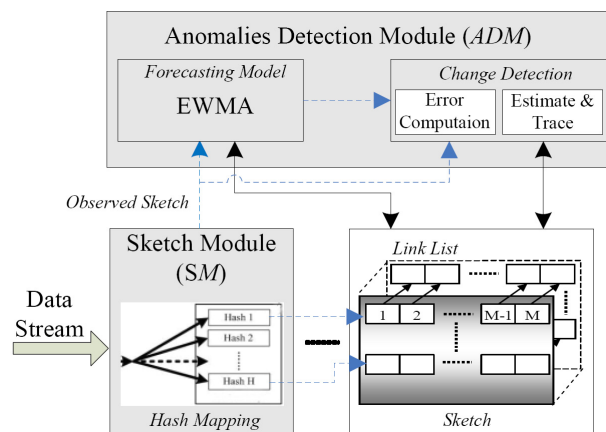 Anomalies Detection Module (ADM)
Forecasting Model
EWMA
Change Detection
Error
Computaion
Estimate &
Trace
Observed Sketch
Sketch Module
(SM)
Data
Stream
Hash 1
Hash 2
Hash H
Hash Mapping
Link List
1 2 M-1 M
Sketch